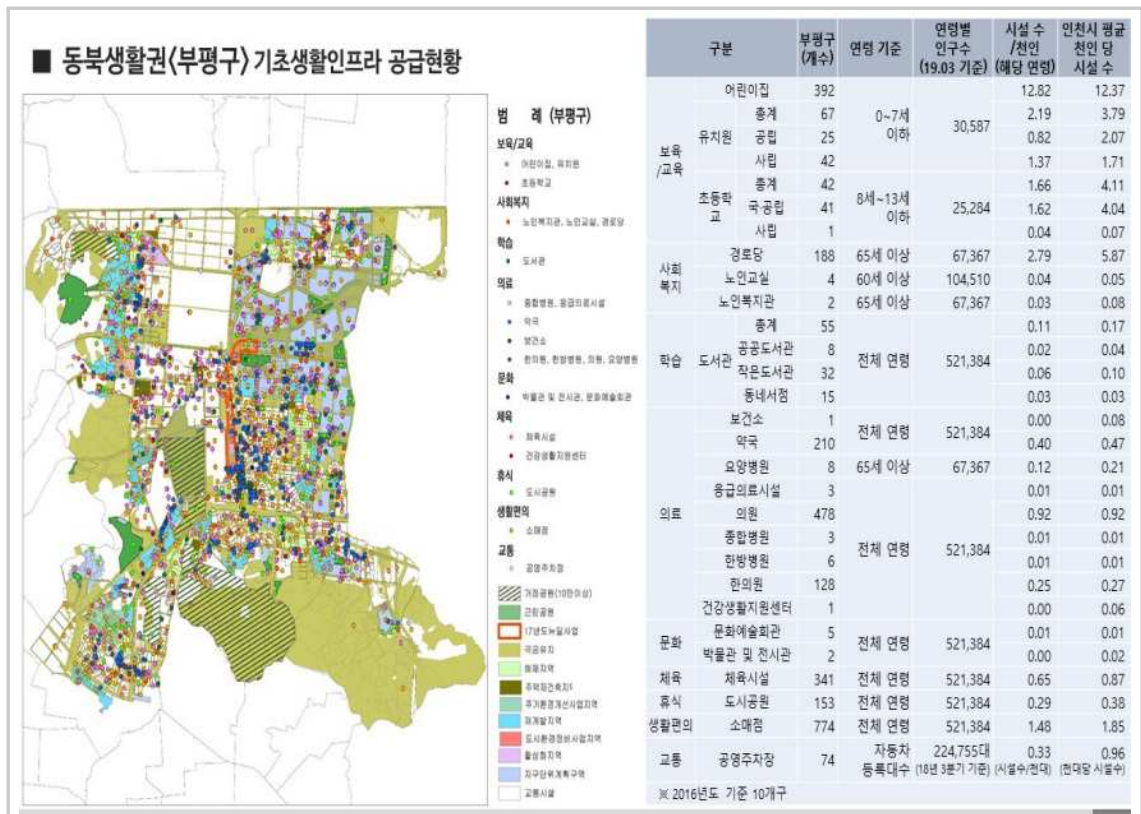 ■ 동북생활권<부평구> 기초생활인프라 공급현황
범 례 (부평구)
보육/교육
어린이집, 유치원
초등학교
사회복지
노인복지관, 노인교실, 경로당
학습
도서관
의료
종합병원, 응급의료시설
약국
보건소
한의원, 한방병원, 의원, 요양병원
문화
박물관 및 전시관, 문화예술회관
체육
체육시설
건강생활지원센터
휴식
도시공원
생활편의
소매점
교통
공영주차장
거점공원(10만이상)
근린공원
17년도뉴딜사업
국공유지
해제지역
주거환경개선사업지역
재개발지역
도시환경정비사업지역
활성화지역
지구단위계획구역
교통시설
구분 부평구 (개수) 연령 기준 연령별 인구수 (19.03 기준) 시설 수 /천인 (해당 연령) 인천시 평균 천인 당 시설 수
보육 /교육 어린이집 392 0~7세 이하 30,587 12.82 12.37
유치원 총계 67 2.19 3.79
공립 25 0.82 2.07
사립 42 1.37 1.71
초등학교 총계 42 8세~13세 이하 25,284 1.66 4.11
국·공립 41 1.62 4.04
사립 1 0.04 0.07
사회 복지 경로당 188 65세 이상 67,367 2.79 5.87
노인교실 4 60세 이상 104,510 0.04 0.05
노인복지관 2 65세 이상 67,367 0.03 0.08
학습 도서관 총계 55 전체 연령 521,384 0.11 0.17
공공도서관 8 0.02 0.04
작은도서관 32 0.06 0.10
동네서점 15 0.03 0.03
의료 보건소 1 전체 연령 521,384 0.00 0.08
약국 210 0.40 0.47
요양병원 8 65세 이상 67,367 0.12 0.21
응급의료시설 3 전체 연령 521,384 0.01 0.01
의원 478 0.92 0.92
종합병원 3 0.01 0.01
한방병원 6 0.01 0.01
한의원 128 0.25 0.27
건강생활지원센터 1 0.00 0.06
문화 문화예술회관 5 전체 연령 521,384 0.01 0.01
박물관 및 전시관 2 0.00 0.02
체육 체육시설 341 전체 연령 521,384 0.65 0.87
휴식 도시공원 153 전체 연령 521,384 0.29 0.38
생활편의 소매점 774 전체 연령 521,384 1.48 1.85
교통 공영주차장 74 자동차 등록대수 224,755대 (18년 3분기 기준) 0.33 (시설수/천대) 0.96 (천대당 시설수)
※ 2016년도 기준 10개구